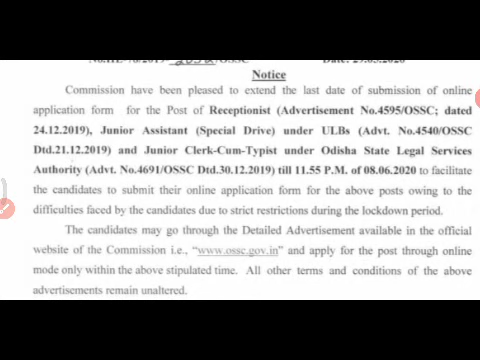 Notice
Commission have been pleased to extend the last date of submission of online
application form for the Post of Receptionist (Advertisement No.4595/OSSC; dated
24.12.2019), Junior Assistant (Special Drive) under ULBs (Advt. No.4540/OSSC
Dtd.21.12.2019) and Junior Clerk-Cum-Typist under Odisha State Legal Services
Authority (Advt. No.4691/OSSC Dtd.30.12.2019) till 11.55 P.M. of 08.06.2020 to facilitate
the candidates to submit their online application form for the above posts owing to the
difficulties faced by the candidates due to strict restrictions during the lockdown period.
The candidates may go through the Detailed Advertisement available in the official
website of the Commission i.e., “www.ossc.gov.in” and apply for the post through online
mode only within the above stipulated time. All other terms and conditions of the above
advertisements remain unaltered.